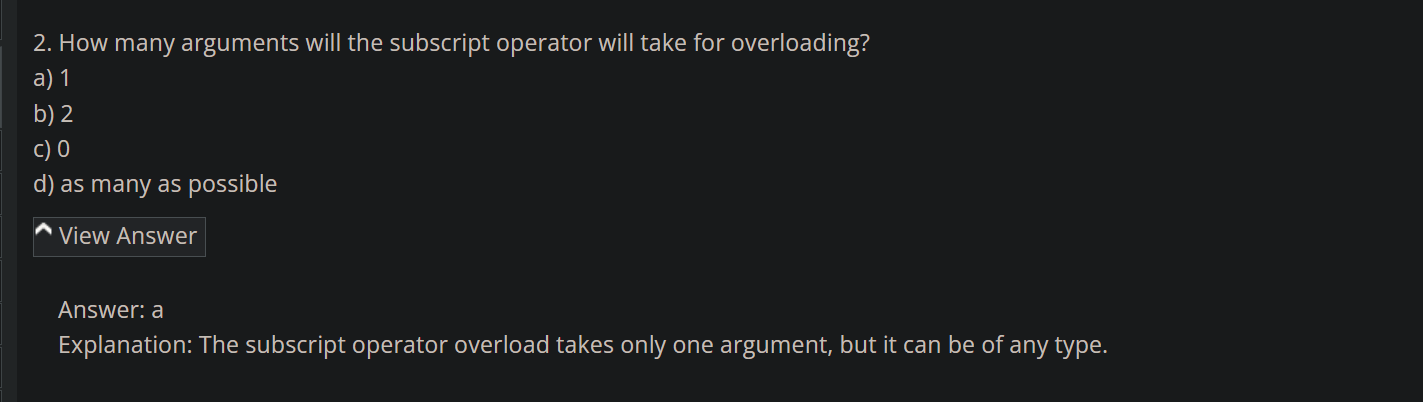 2. How many arguments will the subscript operator will take for overloading?
a) 1
b) 2
c) 0
d) as many as possible
View Answer
Answer: a
Explanation: The subscript operator overload takes only one argument, but it can be of any type.